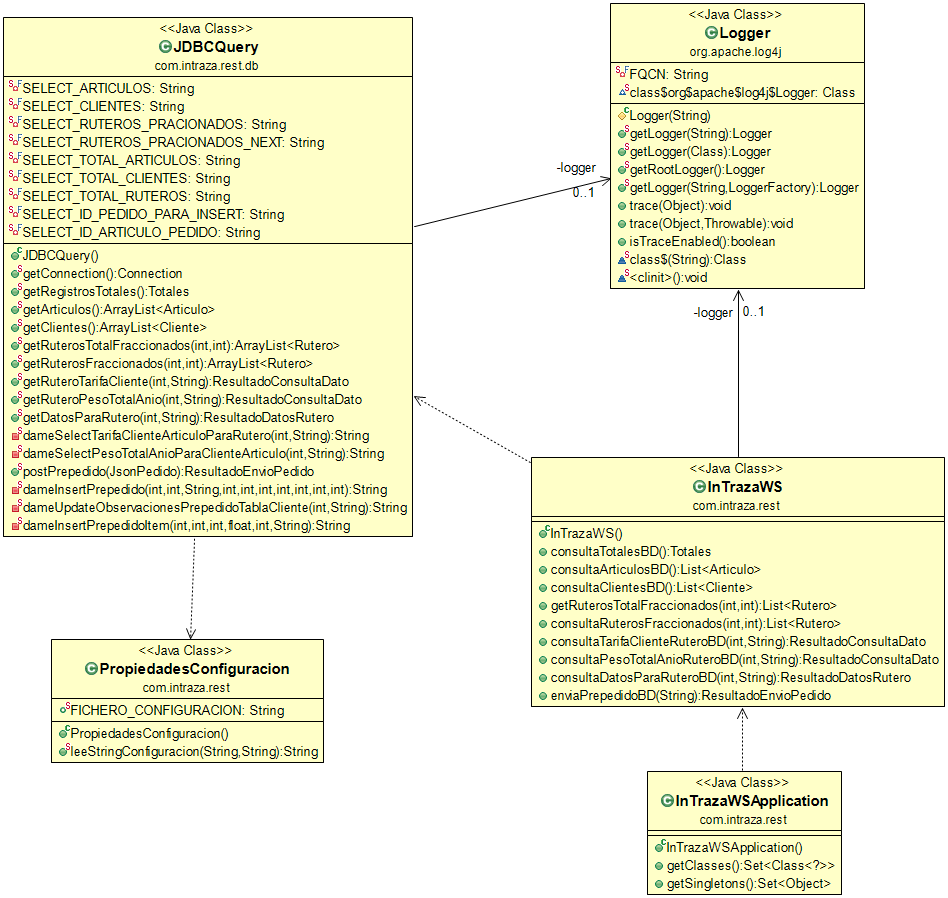 <<Java Class>>
JDBCQuery
com.intraza.rest.db
SELECT_ARTICULOS: String
SELECT_CLIENTES: String
SELECT_RUTEROS_PRACIONADOS: String
SELECT_RUTEROS_PRACIONADOS_NEXT: String
SELECT_TOTAL_ARTICULOS: String
SELECT_TOTAL_CLIENTES: String
SELECT_TOTAL_RUTEROS: String
SELECT_ID_PEDIDO_PARA_INSERT: String
SELECT_ID_ARTICULO_PEDIDO: String
JDBCQuery()
getConnection():Connection
getRegistrosTotales():Totales
getArticulos():ArrayList<Articulo>
getClientes():ArrayList<Cliente>
getRuterosTotalFraccionados(int,int):ArrayList<Rutero>
getRuterosFraccionados(int,int):ArrayList<Rutero>
getRuteroTarifaCliente(int,String):ResultadoConsultaDato
getRuteroPesoTotalAnio(int,String):ResultadoConsultaDato
getDatosParaRutero(int,String):ResultadoDatosRutero
dameSelectTarifaClienteArticuloParaRutero(int,String):String
dameSelectPesoTotalAnioParaClienteArticulo(int,String):String
postPrepedido(JsonPedido):ResultadoEnvioPedido
dameInsertPrepedido(int,int,String,int,int,int,int,int,int,int):String
dameUpdateObservacionesPrepedidoTablaCliente(int,String):String
dameInsertPrepedidoItem(int,int,int,float,int,String):String
<<Java Class>>
Logger
org.apache.log4j
FQCN: String
class$org$apache$log4j$Logger: Class
Logger(String)
getLogger(String):Logger
getLogger(Class):Logger
getRootLogger():Logger
getLogger(String,LoggerFactory):Logger
trace(Object):void
trace(Object,Throwable):void
isTraceEnabled():boolean
class$(String):Class
<clinit>():void
-logger
0..1
-logger
0..1
<<Java Class>>
InTrazaWS
com.intraza.rest
InTrazaWS()
consultaTotalesBD():Totales
consultaArticulosBD():List<Articulo>
consultaClientesBD():List<Cliente>
getRuterosTotalFraccionados(int,int):List<Rutero>
consultaRuterosFraccionados(int,int):List<Rutero>
consultaTarifaClienteRuteroBD(int,String):ResultadoConsultaDato
consultaPesoTotalAnioRuteroBD(int,String):ResultadoConsultaDato
consultaDatosParaRuteroBD(int,String):ResultadoDatosRutero
enviaPrepedidoBD(String):ResultadoEnvioPedido
<<Java Class>>
PropiedadesConfiguracion
com.intraza.rest
FICHERO_CONFIGURACION: String
PropiedadesConfiguracion()
leeStringConfiguracion(String,String):String
<<Java Class>>
InTrazaWSApplication
com.intraza.rest
InTrazaWSApplication()
getClasses():Set<Class<?>>
getSingletons():Set<Object>